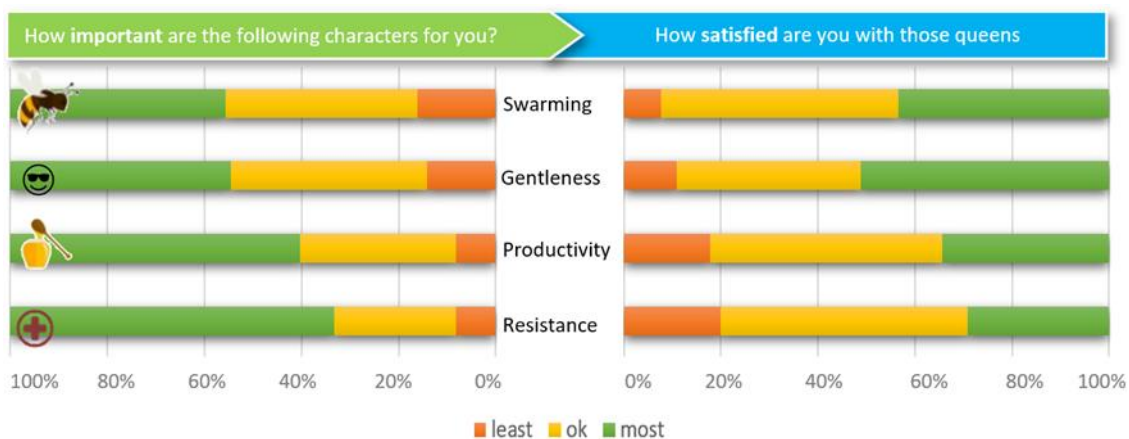 How important are the following characters for you?
How satisfied are you with those queens
Swarming
Gentleness
Productivity
Resistance
100% 80% 60% 40% 20% 0%
0% 20% 40% 60% 80% 100%
least ok most